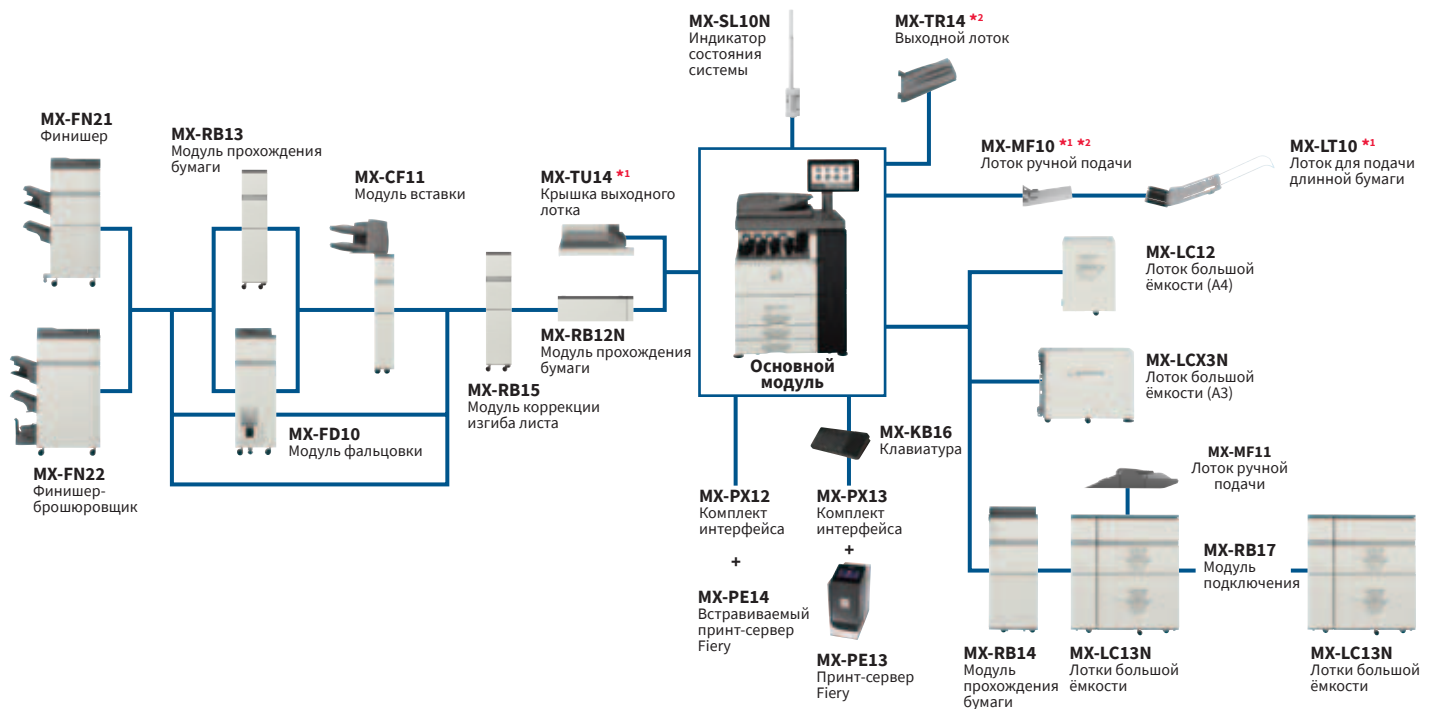 MX-SL10N
Индикатор
состояния
системы
MX-TR14 *2
Выходной лоток
MX-FN21
Финишер
MX-RB13
Модуль прохождения
бумаги
MX-CF11
Модуль вставки
MX-TU14 *1
Крышка выходного
лотка
MX-MF10 *1 *2
Лоток ручной подачи
MX-LT10 *1
Лоток для подачи
длинной бумаги
MX-LC12
Лоток большой
ёмкости (A4)
MX-RB12N
Модуль прохождения
бумаги
Основной
модуль
MX-LCX3N
Лоток большой
ёмкости (A3)
MX-RB15
Модуль коррекции
изгиба листа
MX-FD10
Модуль фальцовки
MX-KB16
Клавиатура
MX-MF11
Лоток ручной
подачи
MX-FN22
Финишер-
брошюровщик
MX-PX12
Комплект
интерфейса
+
MX-PE14
Встравиваемый
принт-сервер
Fiery
MX-PX13
Комплект
интерфейса
+
MX-PE13
Принт-сервер
Fiery
MX-RB17
Модуль
подключения
MX-RB14
Модуль
прохождения
бумаги
MX-LC13N
Лотки большой
ёмкости
MX-LC13N
Лотки большой
ёмкости